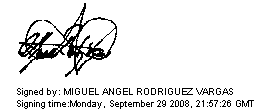 Signed by: MIGUEL ANGEL RODRIGUEZ VARGAS
Signing time:Monday, September 29 2008, 21:57:26 GMT